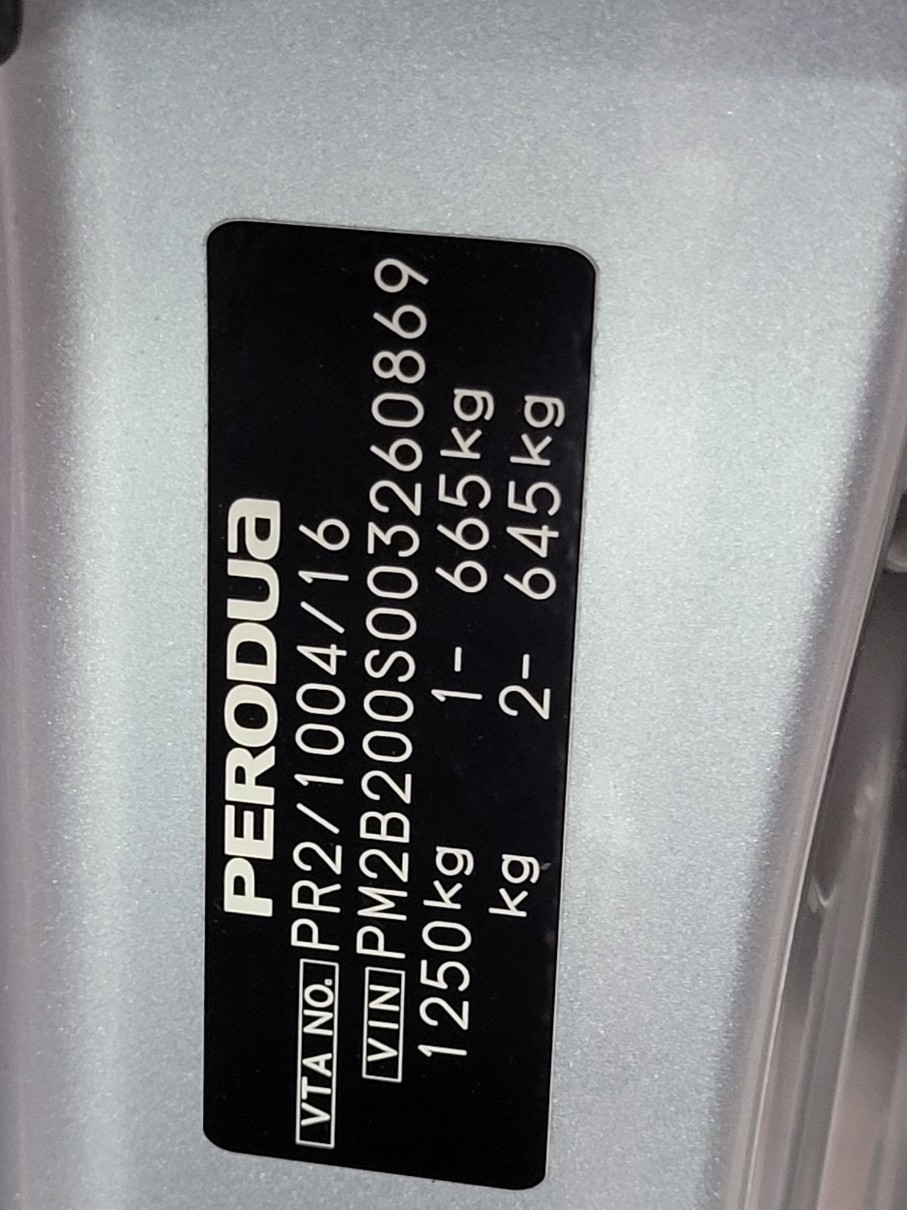 PERODUA
VTA NO. PR2/1004/16
VIN PM2B200S003260869
1250kg 1- 665kg
kg 2- 645kg